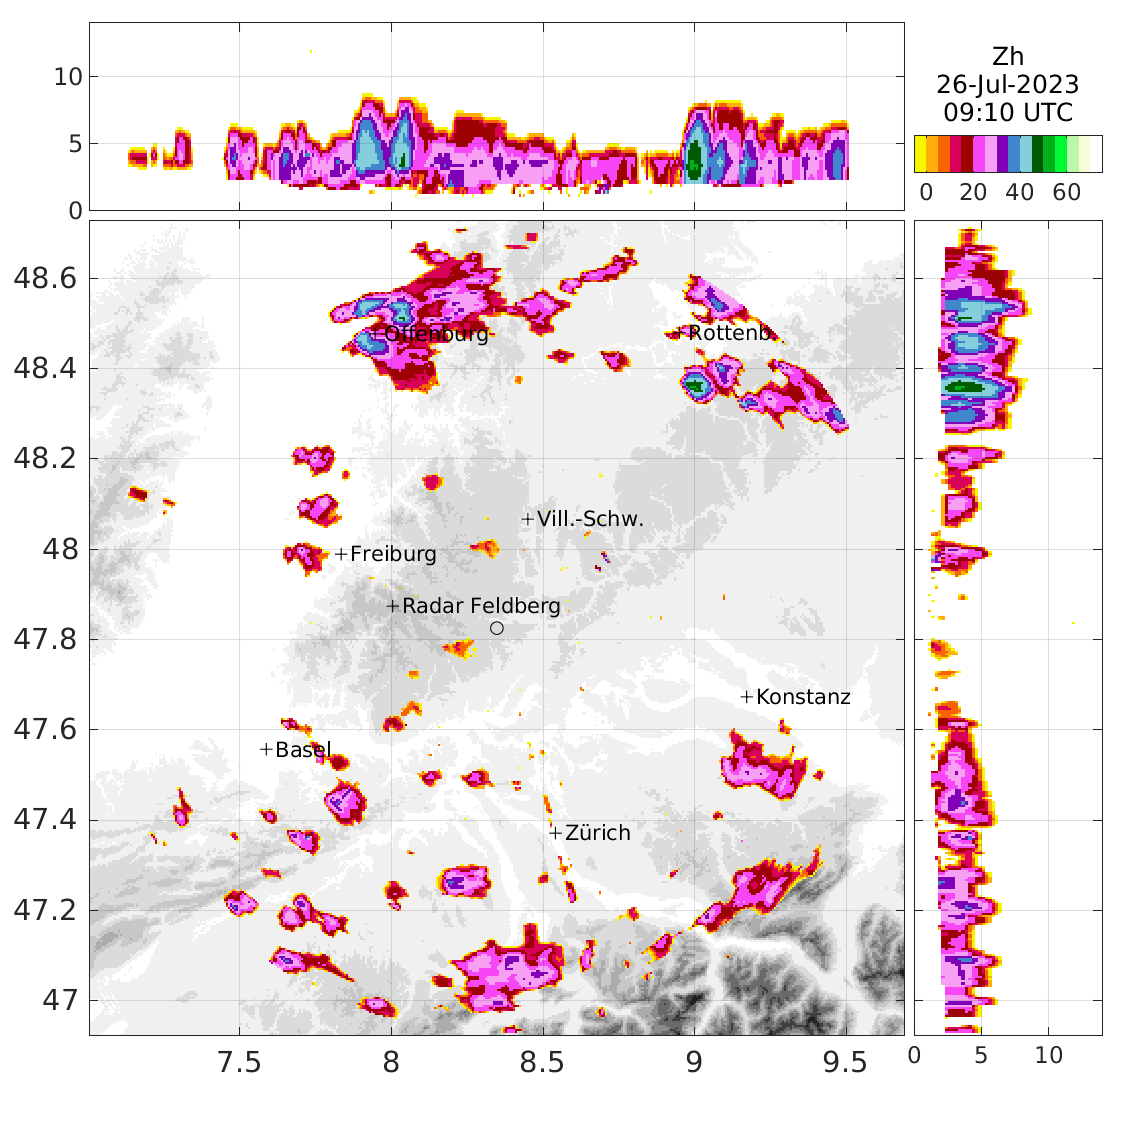 10
5
0
Zh
26-Jul-2023
09:10 UTC
0 20 40 60
48.6
48.4
48.2
48
47.8
47.6
47.4
47.2
47
+Offenburg
+Rottenb.
+Vill.-Schw.
+Freiburg
+Radar Feldberg
+Konstanz
+Basel
+Zürich
7.5 8 8.5 9 9.5
0 5 10